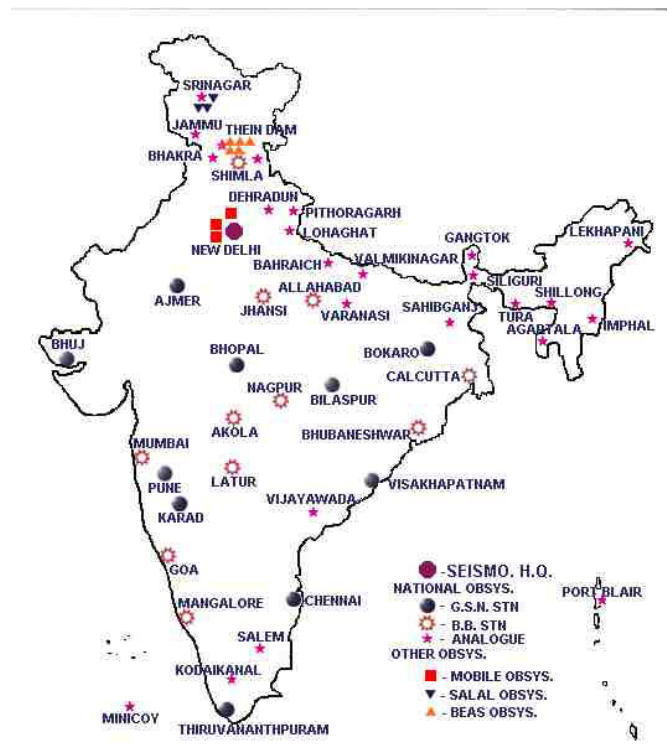 SRINAGAR
JAMMU
THEIN DAM
BHAKRA
SHIMLA
DEHRADUN
PITHORAGARH
LOHAGHAT
NEW DELHI
LEKHAPANI
GANGTOK
BAHRAICH
VALMIKINAGAR
SILIGURI
ALLAHABAD
AJMER
JHANSI
VARANASI
SAHIBGANJ
SHILLONG
TURA
IMPHAL
AGARTALA
BHUJ
BHOPAL
BOKARO
NAGPUR
CALCUTTA
BILASPUR
AKOLA
BHUBANESHWAR
MUMBAI
LATUR
PUNE
VISAKHAPATNAM
VIJAYAWADA
KARAD
GOA
-SEISMO. H.Q.
NATIONAL OBSYS.
- G.S.N. STN
- B.B. STN
- ANALOGUE
OTHER OBSYS.
- MOBILE OBSYS.
- SALAL OBSYS.
- BEAS OBSYS.
PORT BLAIR
MANGALORE
CHENNAI
SALEM
KODAIKANAL
MINICOY
THIRUVANANTHPURAM